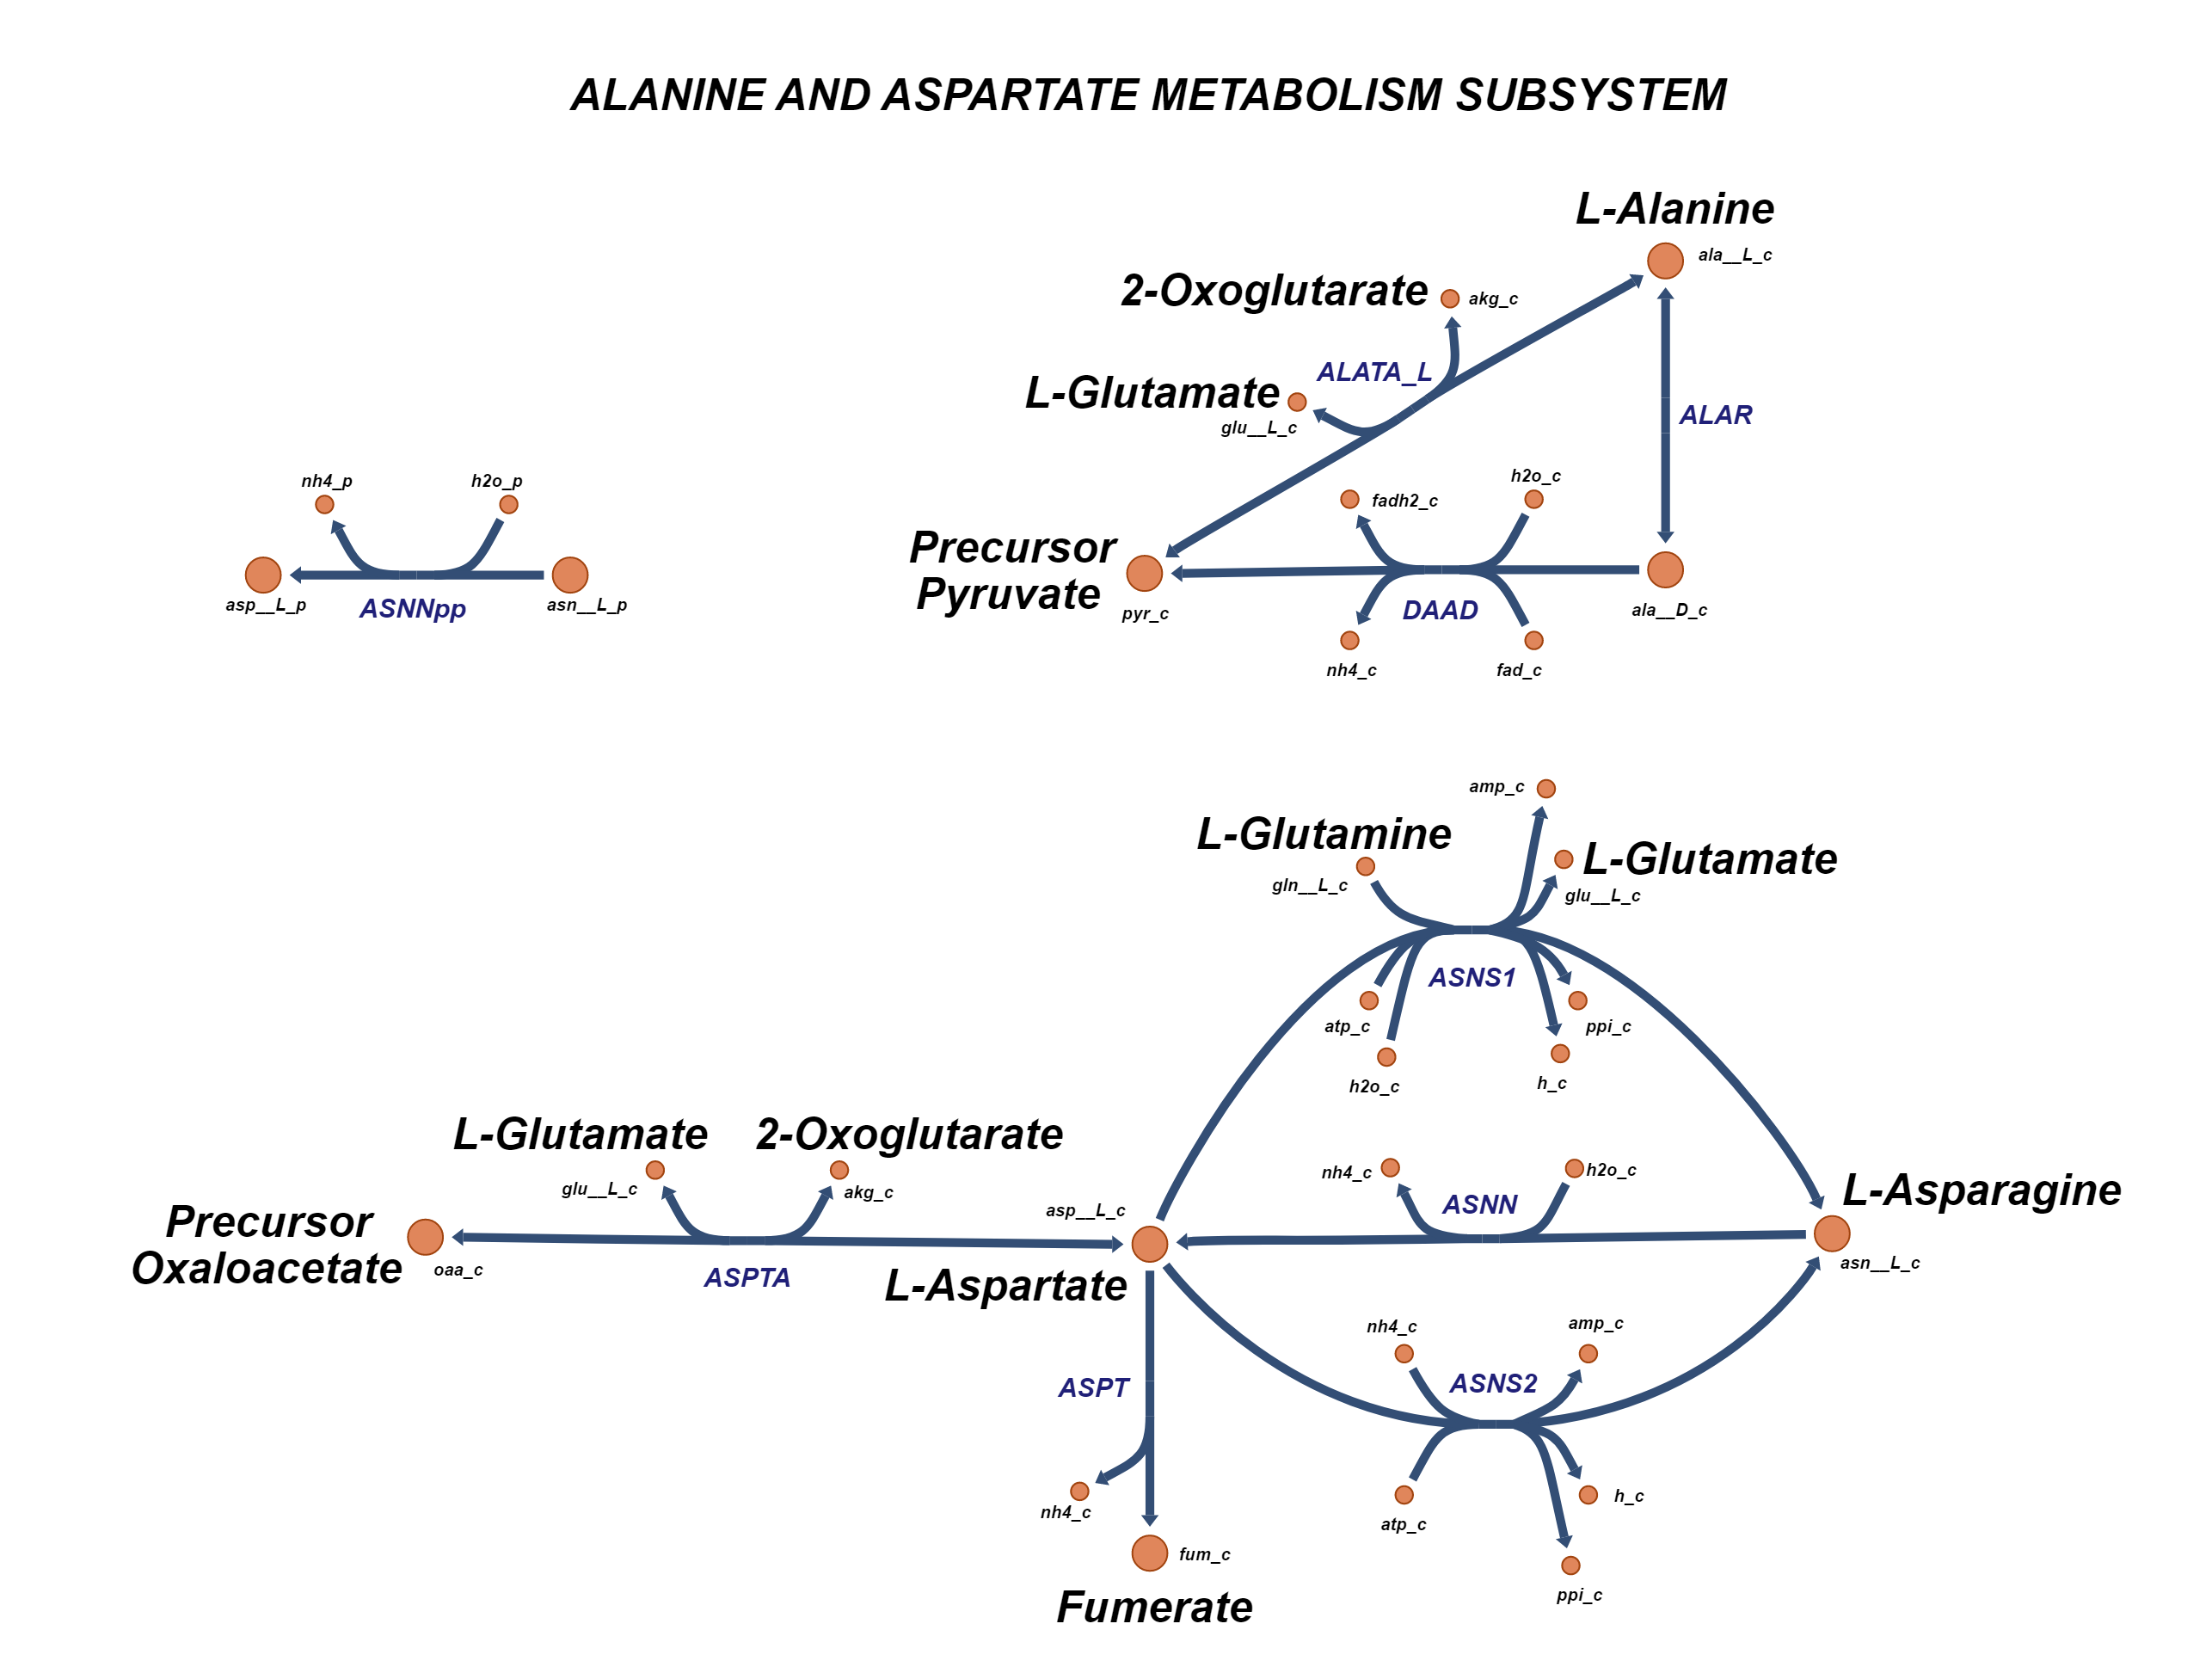 ALANINE AND ASPARTATE METABOLISM SUBSYSTEM
L-Alanine
ala__L_c
2-Oxoglutarate
akg_c
ALATA_L
L-Glutamate
glu__L_c
ALAR
nh4_p
h2o_p
asp__L_p
ASNNpp
asn__L_p
h2o_c
fadh2_c
Precursor
Pyruvate
pyr_c
DAAD
ala__D_c
nh4_c
fad_c
amp_c
L-Glutamine
gln__L_c
L-Glutamate
glu__L_c
ASNS1
atp_c
ppi_c
h2o_c
h_c
L-Glutamate
2-Oxoglutarate
glu__L_c
akg_c
Precursor
Oxaloacetate
oaa_c
ASPTA
asp__L_c
L-Aspartate
nh4_c
h2o_c
ASNN
L-Asparagine
asn__L_c
nh4_c
amp_c
ASPT
ASNS2
nh4_c
atp_c
h_c
fum_c
Fumerate
ppi_c